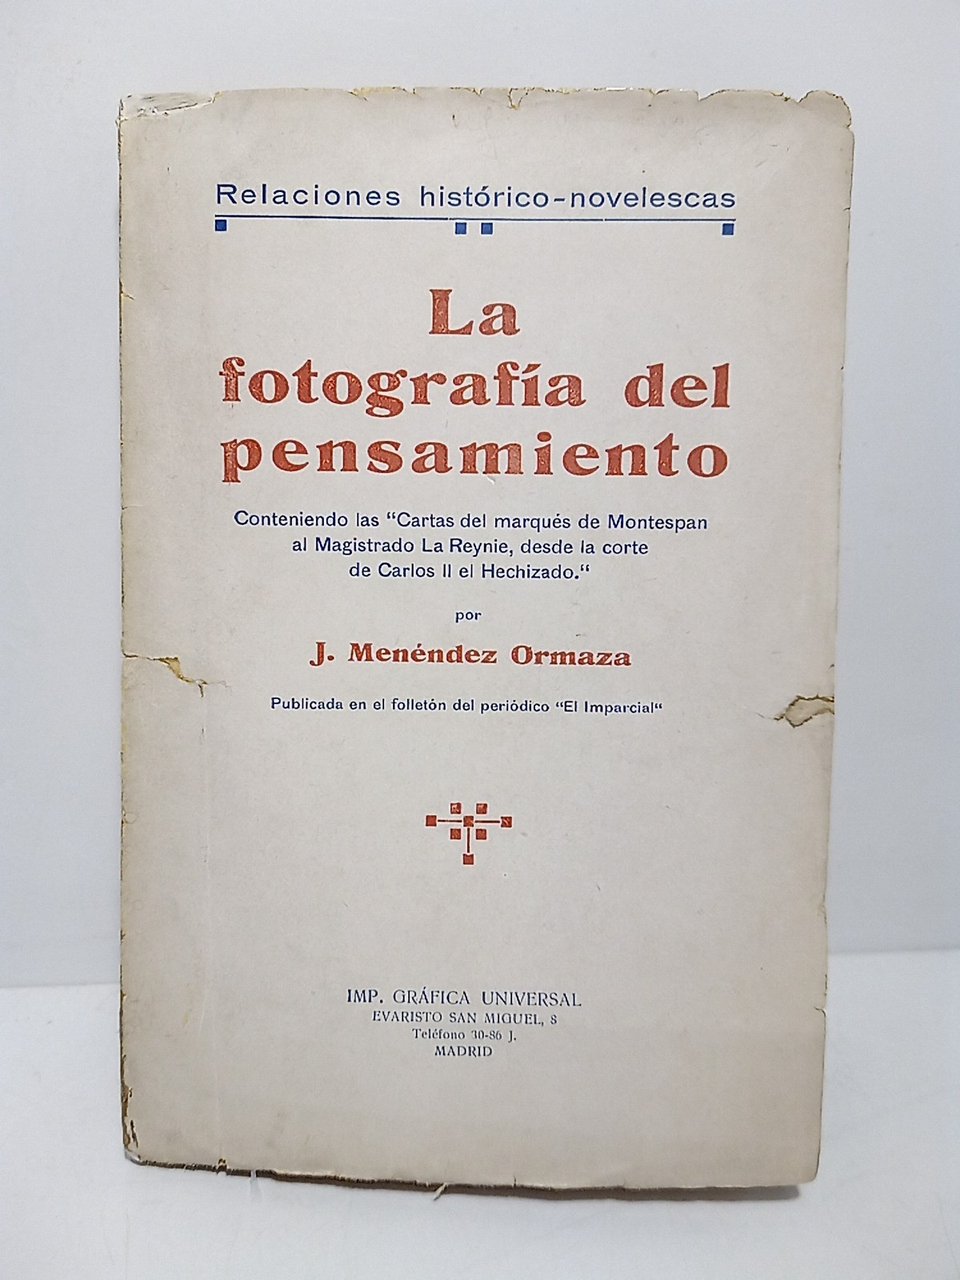 Relaciones histórico-novelescas
La
fotografía del
pensamiento
Conteniendo las “Cartas del marqués de Montespan
al Magistrado La Reynie, desde la corte
de Carlos II el Hechizado.“
por
J. Menéndez Ormaza
Publicada en el folletón del periódico “El Imparcial“
IMP. GRÁFICA UNIVERSAL
EVARISTO SAN MIGUEL, 8
Teléfono 30-86 J.
MADRID